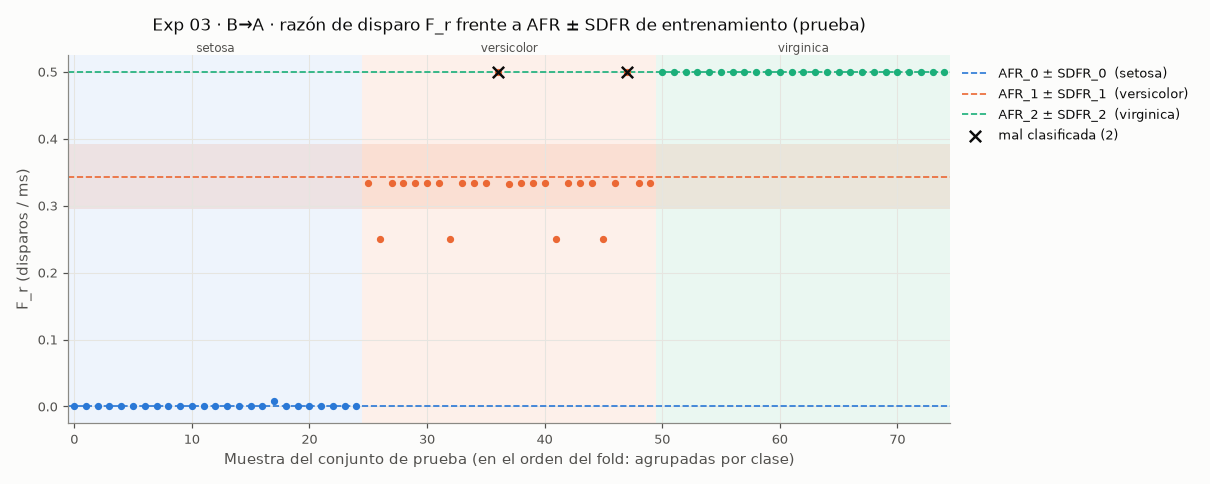 Exp 03 · B→A · razón de disparo F_r frente a AFR ± SDFR de entrenamiento (prueba)
setosa
versicolor
virginica
F_r (disparos / ms)
0.5
0.4
0.3
0.2
0.1
0.0
0
10
20
30
40
50
60
70
Muestra del conjunto de prueba (en el orden del fold: agrupadas por clase)
AFR_0 ± SDFR_0 (setosa)
AFR_1 ± SDFR_1 (versicolor)
AFR_2 ± SDFR_2 (virginica)
mal clasificada (2)